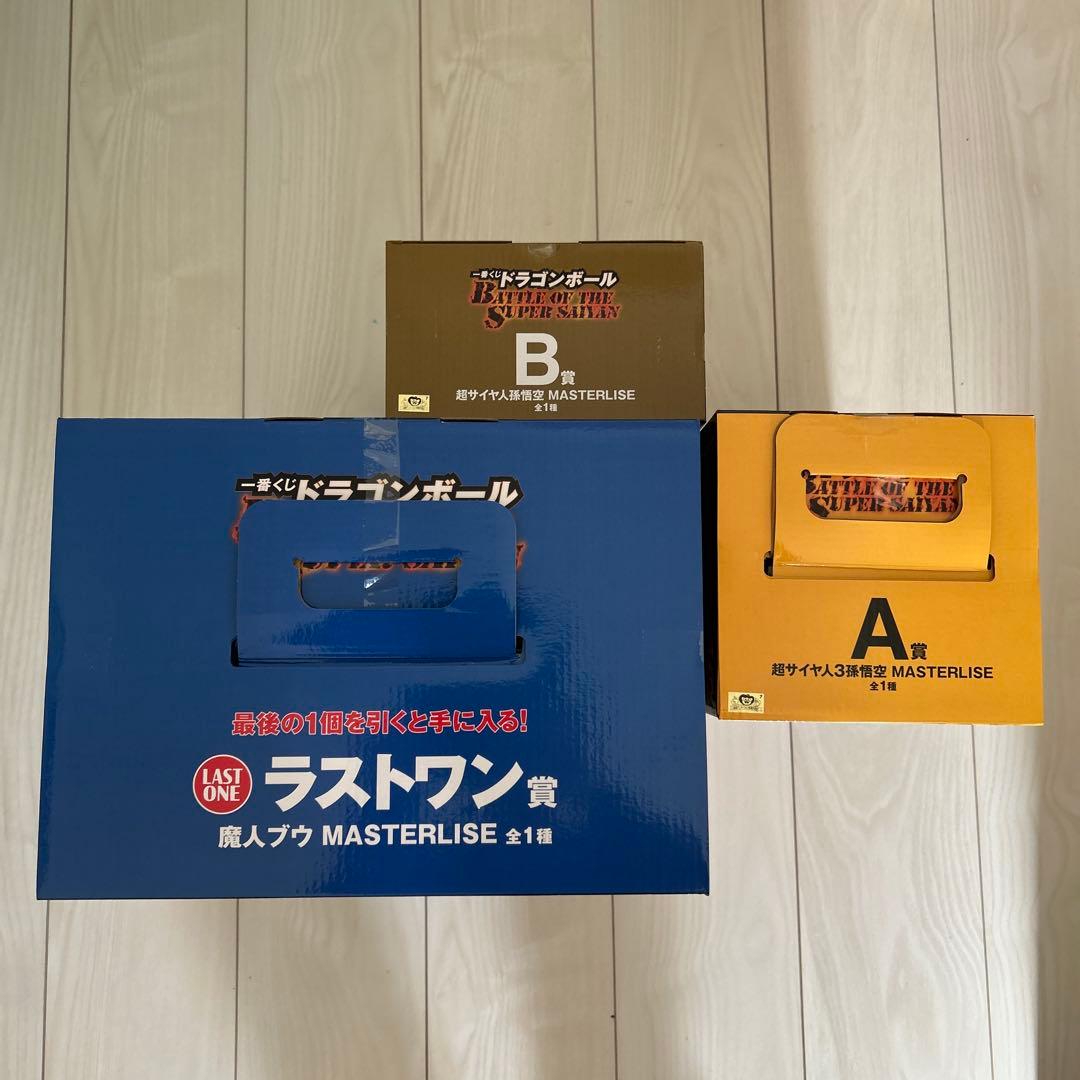 一番くじ ドラゴンボール
BATTLE OF THE
SUPER SAIYAN
B賞
超サイヤ人孫悟空 MASTERLISE
全1種
一番くじ ドラゴンボール
最後の1個を引くと手に入る!
LAST
ONE
ラストワン賞
魔人ブウ MASTERLISE 全1種
BATTLE OF THE
SUPER SAIYAN
A賞
超サイヤ人3孫悟空 MASTERLISE
全1種